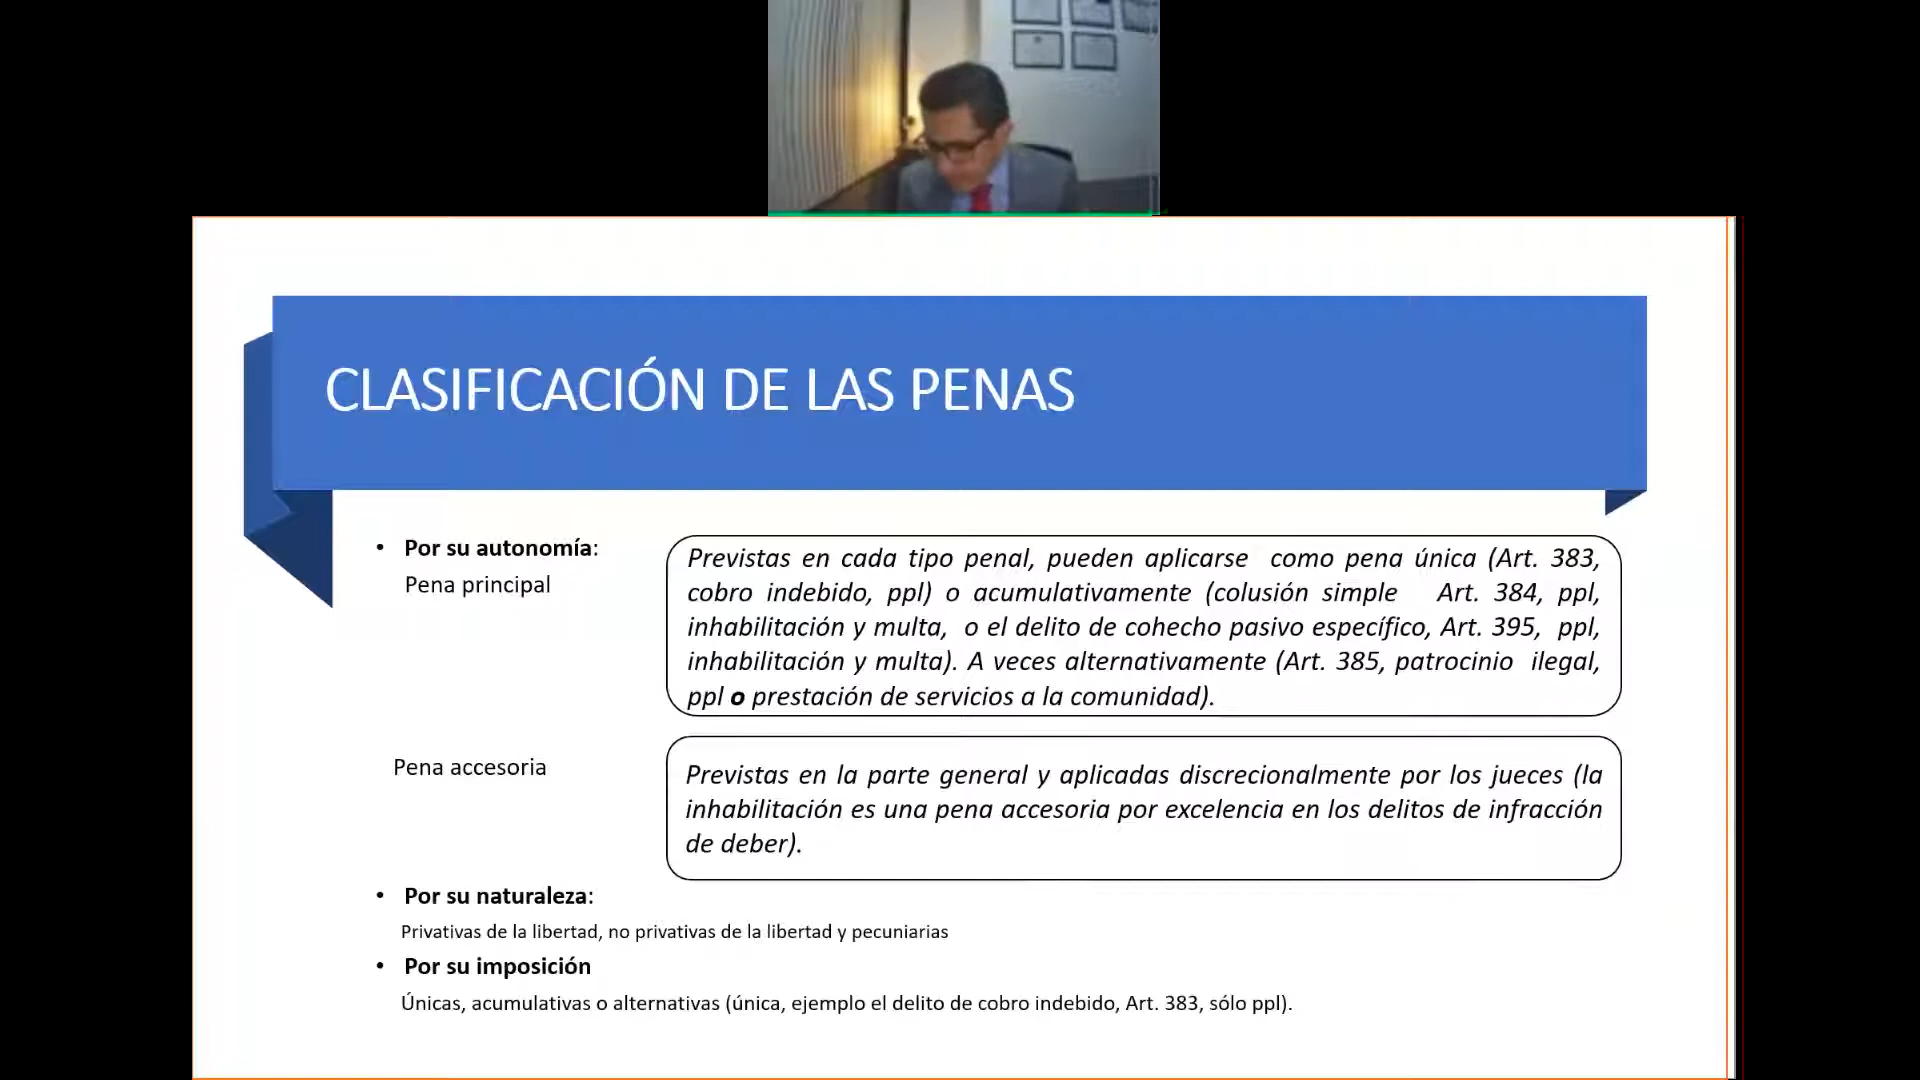 CLASIFICACIÓN DE LAS PENAS
• Por su autonomía:
Pena principal
Previstas en cada tipo penal, pueden aplicarse como pena única (Art. 383,
cobro indebido, ppl) o acumulativamente (colusión simple Art. 384, ppl,
inhabilitación y multa, o el delito de cohecho pasivo específico, Art. 395, ppl,
inhabilitación y multa). A veces alternativamente (Art. 385, patrocinio ilegal,
ppl o prestación de servicios a la comunidad).
Pena accesoria
Previstas en la parte general y aplicadas discrecionalmente por los jueces (la
inhabilitación es una pena accesoria por excelencia en los delitos de infracción
de deber).
• Por su naturaleza:
Privativas de la libertad, no privativas de la libertad y pecuniarias
• Por su imposición
Únicas, acumulativas o alternativas (única, ejemplo el delito de cobro indebido, Art. 383, sólo ppl).